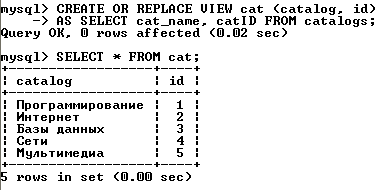 mysql> CREATE OR REPLACE VIEW cat (catalog, id)
    -> AS SELECT cat_name, catID FROM catalogs;
Query OK, 0 rows affected (0.02 sec)
mysql> SELECT * FROM cat;
+------------------+----+
| catalog          | id |
+------------------+----+
| Программирование |  1 |
| Интернет         |  2 |
| Базы данных      |  3 |
| Сети             |  4 |
| Мультимедиа      |  5 |
+------------------+----+
5 rows in set (0.00 sec)